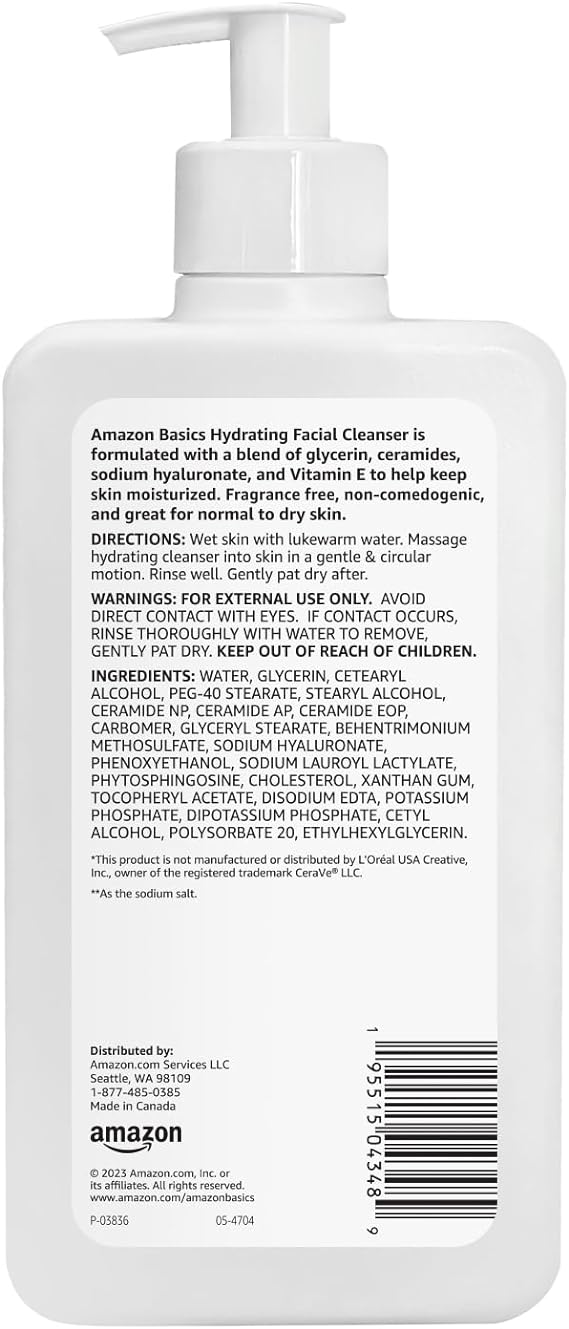 Amazon Basics Hydrating Facial Cleanser is
formulated with a blend of glycerin, ceramides,
sodium hyaluronate, and Vitamin E to help keep
skin moisturized. Fragrance free, non-comedogenic,
and great for normal to dry skin.
DIRECTIONS: Wet skin with lukewarm water. Massage
hydrating cleanser into skin in a gentle & circular
motion. Rinse well. Gently pat dry after.
WARNINGS: FOR EXTERNAL USE ONLY. AVOID
DIRECT CONTACT WITH EYES. IF CONTACT OCCURS,
RINSE THOROUGHLY WITH WATER TO REMOVE,
GENTLY PAT DRY. KEEP OUT OF REACH OF CHILDREN.
INGREDIENTS: WATER, GLYCERIN, CETEARYL
ALCOHOL, PEG-40 STEARATE, STEARYL ALCOHOL,
CERAMIDE NP, CERAMIDE AP, CERAMIDE EOP,
CARBOMER, GLYCERYL STEARATE, BEHENTRIMONIUM
METHOSULFATE, SODIUM HYALURONATE,
PHENOXYETHANOL, SODIUM LAUROYL LACTYLATE,
PHYTOSPHINGOSINE, CHOLESTEROL, XANTHAN GUM,
TOCOPHERYL ACETATE, DISODIUM EDTA, POTASSIUM
PHOSPHATE, DIPOTASSIUM PHOSPHATE, CETYL
ALCOHOL, POLYSORBATE 20, ETHYLHEXYLGLYCERIN.
*This product is not manufactured or distributed by L'Oréal USA Creative,
Inc., owner of the registered trademark CeraVe® LLC.
**As the sodium salt.
Distributed by:
Amazon.com Services LLC
Seattle, WA 98109
1-877-485-0385
Made in Canada
amazon
© 2023 Amazon.com, Inc. or
its affiliates. All rights reserved.
www.amazon.com/amazonbasics
P-03836 05-4704
1 95515 04348 9